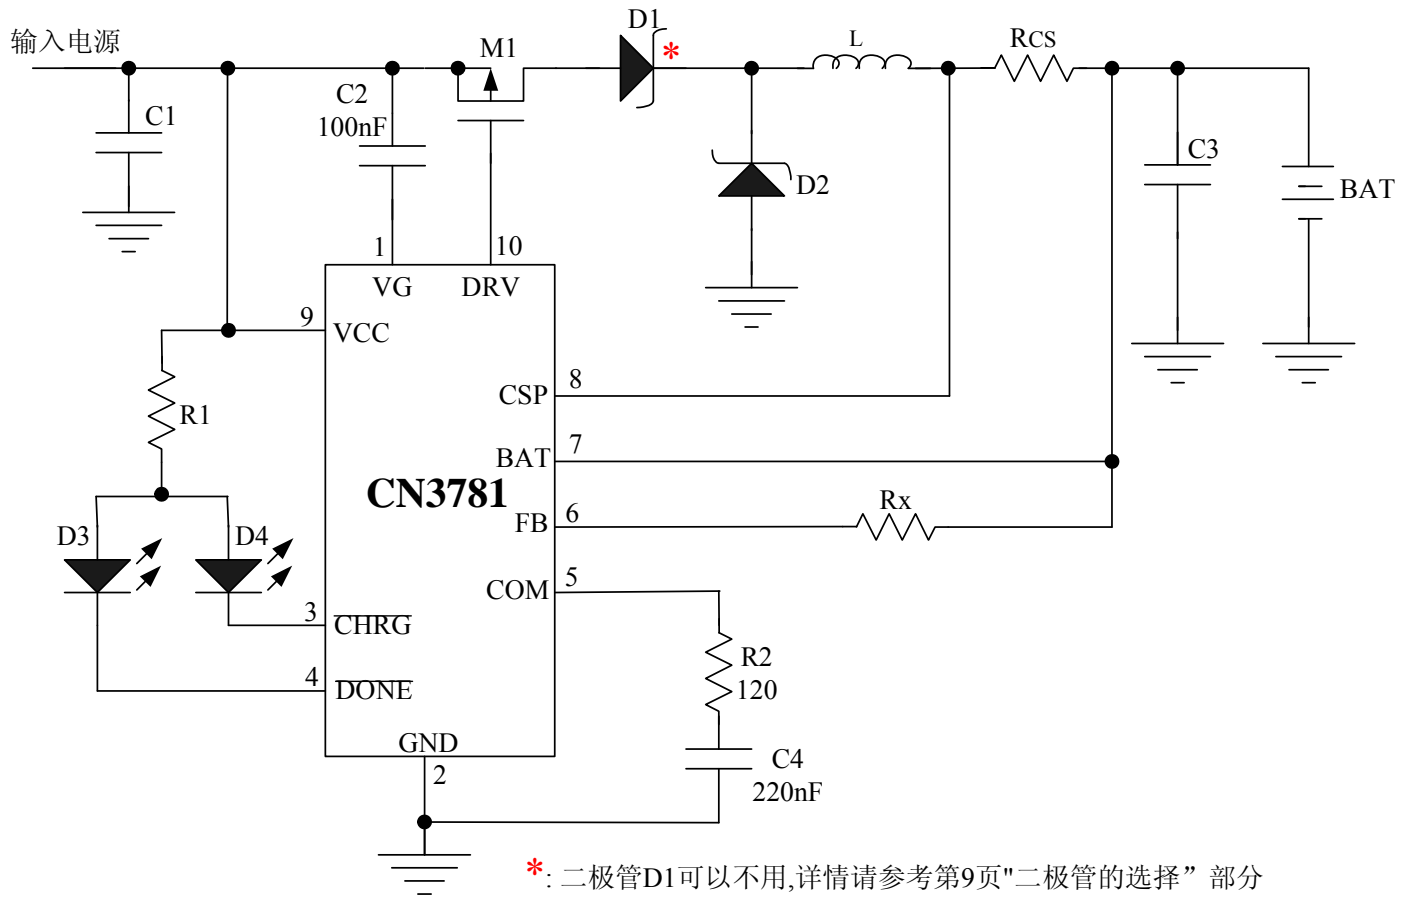 输入电源
D1
*
M1
L
RCS
C1
C2
100nF
C3
D2
BAT
1
10
VG
DRV
9
VCC
8
CSP
R1
7
BAT
CN3781
Rx
6
FB
D3
D4
5
COM
3
CHRG
R2
120
4
DONE
GND
2
C4
220nF
*: 二极管D1可以不用,详情请参考第9页"二极管的选择”部分